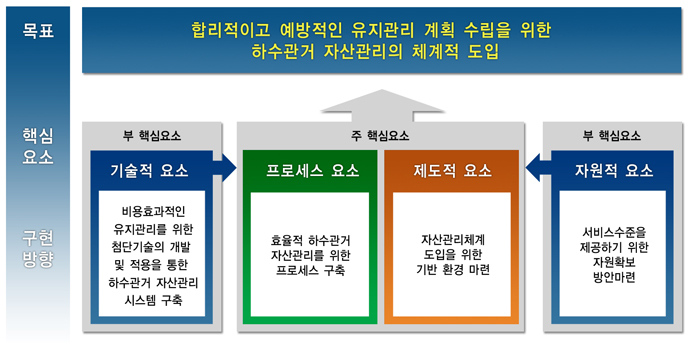 목표
합리적이고 예방적인 유지관리 계획 수립을 위한
하수관거 자산관리의 체계적 도입
핵심
요소
부 핵심요소
주 핵심요소
부 핵심요소
기술적 요소
프로세스 요소
제도적 요소
자원적 요소
구현
방향
비용효과적인
유지관리를 위한
첨단기술의 개발
및 적용을 통한
하수관거 자산관리
시스템 구축
효율적 하수관거
자산관리를 위한
프로세스 구축
자산관리체계
도입을 위한
기반 환경 마련
서비스수준을
제공하기 위한
자원확보
방안마련